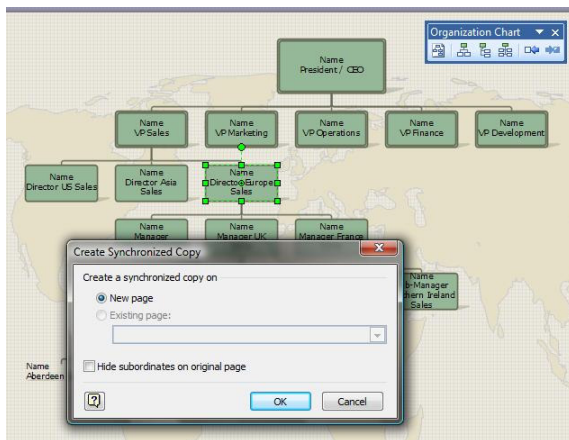 Organization Chart
Name
President / CEO
Name
VP Sales
Name
VP Marketing
Name
VP Operations
Name
VP Finance
Name
VP Development
Name
Director US Sales
Name
Director Asia
Sales
Name
Director Europe
Sales
Name
Manager
Name
Manager UK
Name
Manager France
Create Synchronized Copy
Create a synchronized copy on
New page
Existing page:
Hide subordinates on original page
OK
Cancel
Name
b-Manager
hern Ireland
Sales
Name
Aberdeen